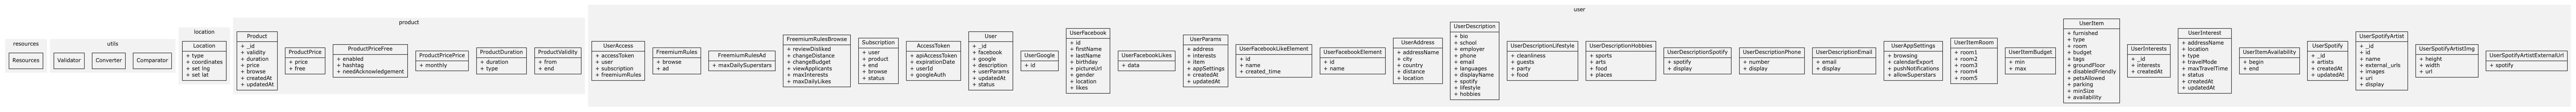 resources
Resources
utils
Validator
Converter
Comparator
location
Location
+ type
+ coordinates
+ set lng
+ set lat
product
Product
+ _id
+ validity
+ duration
+ price
+ browse
+ createdAt
+ updatedAt
ProductPrice
+ price
+ free
ProductPriceFree
+ enabled
+ hashtag
+ needAcknowledgement
ProductPricePrice
+ monthly
ProductDuration
+ duration
+ type
ProductValidity
+ from
+ end
user
UserAccess
+ accessToken
+ user
+ subscription
+ freemiumRules
FreemiumRules
+ browse
+ ad
FreemiumRulesAd
+ maxDailySuperstars
FreemiumRulesBrowse
+ reviewDisliked
+ changeDistance
+ changeBudget
+ viewApplicants
+ maxInterests
+ maxDailyLikes
Subscription
+ user
+ product
+ end
+ browse
+ status
AccessToken
+ apiAccessToken
+ expirationDate
+ userId
+ googleAuth
User
+ _id
+ facebook
+ google
+ description
+ userParams
+ updatedAt
+ status
UserGoogle
+ id
UserFacebook
+ id
+ firstName
+ lastName
+ birthday
+ pictureUrl
+ gender
+ location
+ likes
UserFacebookLikes
+ data
UserParams
+ address
+ interests
+ item
+ appSettings
+ createdAt
+ updatedAt
UserFacebookLikeElement
+ id
+ name
+ created_time
UserFacebookElement
+ id
+ name
UserAddress
+ addressName
+ city
+ country
+ distance
+ location
UserDescription
+ bio
+ school
+ employer
+ phone
+ email
+ languages
+ displayName
+ spotify
+ lifestyle
+ hobbies
UserDescriptionLifestyle
+ cleanliness
+ guests
+ party
+ food
UserDescriptionHobbies
+ sports
+ arts
+ food
+ places
UserDescriptionSpotify
+ spotify
+ display
UserDescriptionPhone
+ number
+ display
UserDescriptionEmail
+ email
+ display
UserAppSettings
+ browsing
+ calendarExport
+ pushNotifications
+ allowSuperstars
UserItemRoom
+ room1
+ room2
+ room3
+ room4
+ room5
UserItemBudget
+ min
+ max
UserItem
+ furnished
+ type
+ room
+ budget
+ tags
+ groundFloor
+ disabledFriendly
+ petsAllowed
+ parking
+ minSize
+ availability
UserInterests
+ _id
+ interests
+ createdAt
UserInterest
+ addressName
+ location
+ type
+ travelMode
+ maxTravelTime
+ status
+ createdAt
+ updatedAt
UserItemAvailability
+ begin
+ end
UserSpotify
+ _id
+ artists
+ createdAt
+ updatedAt
UserSpotifyArtist
+ _id
+ id
+ name
+ external_urls
+ images
+ uri
+ display
UserSpotifyArtistImg
+ height
+ width
+ url
UserSpotifyArtistExternalUrl
+ spotify